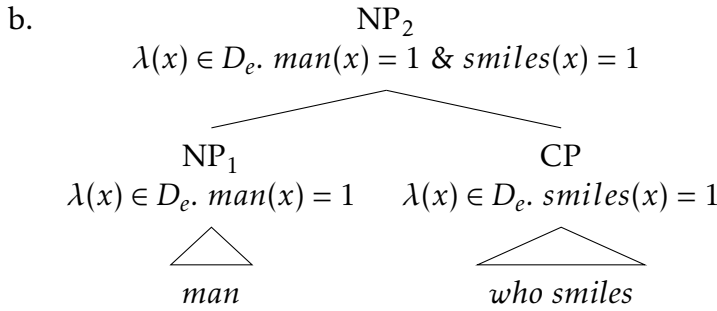 b. NP₂
λ(x) ∈ Dₑ. man(x) = 1 & smiles(x) = 1
NP₁ CP
λ(x) ∈ Dₑ. man(x) = 1 λ(x) ∈ Dₑ. smiles(x) = 1
man who smiles